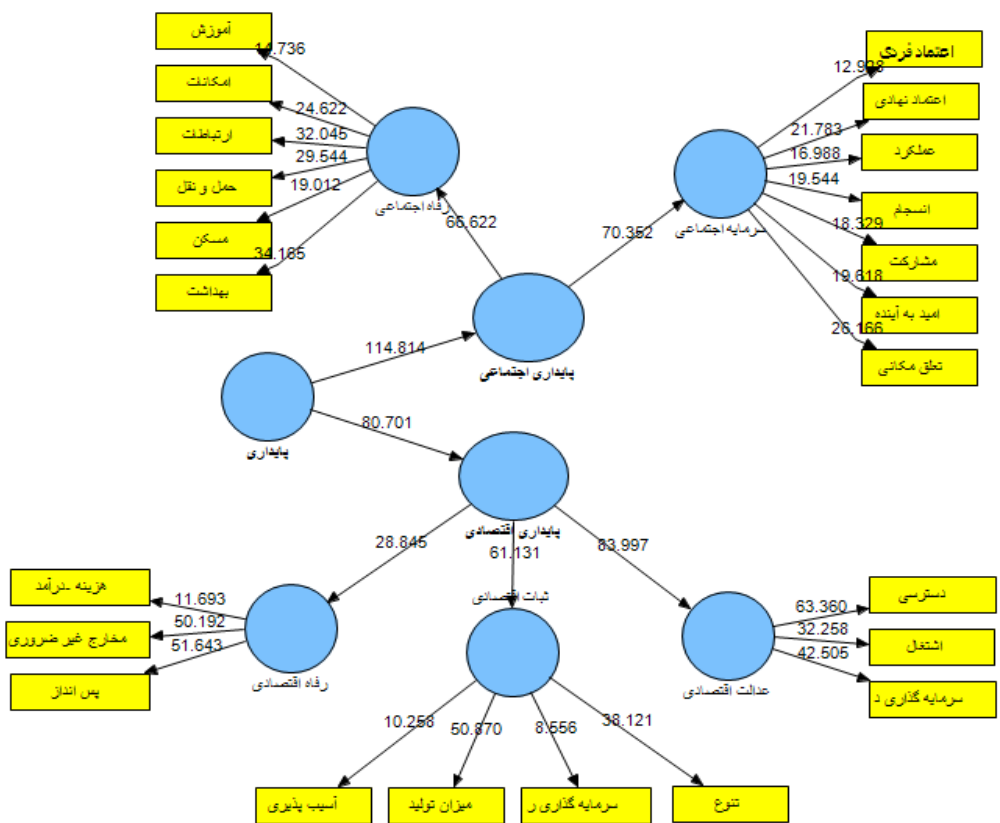 آموزش
14.736
امکانات
24.622
ارتباطات
32.045
حمل و نقل
29.544
مسکن
19.012
بهداشت
34.165
رفاه اجتماعی
66.622
اعتماد فردی
12.928
اعتماد نهادی
21.783
عملکرد
16.988
انسجام
19.544
مشارکت
18.329
امید به آینده
19.618
تعلق مکانی
26.166
سرمایه اجتماعی
70.352
پایداری اجتماعی
114.814
پایداری
80.701
پایداری اقتصادی
28.845
61.131
83.997
هزینه -درآمد
11.693
مخارج غیر ضروری
50.192
پس انداز
51.643
رفاه اقتصادی
ثبات اقتصادی
دسترسی
63.360
اشتغال
32.258
سرمایه گذاری د
42.505
عدالت اقتصادی
10.258
50.870
8.556
38.121
آسیب پذیری
میزان تولید
سرمایه گذاری ر
تنوع